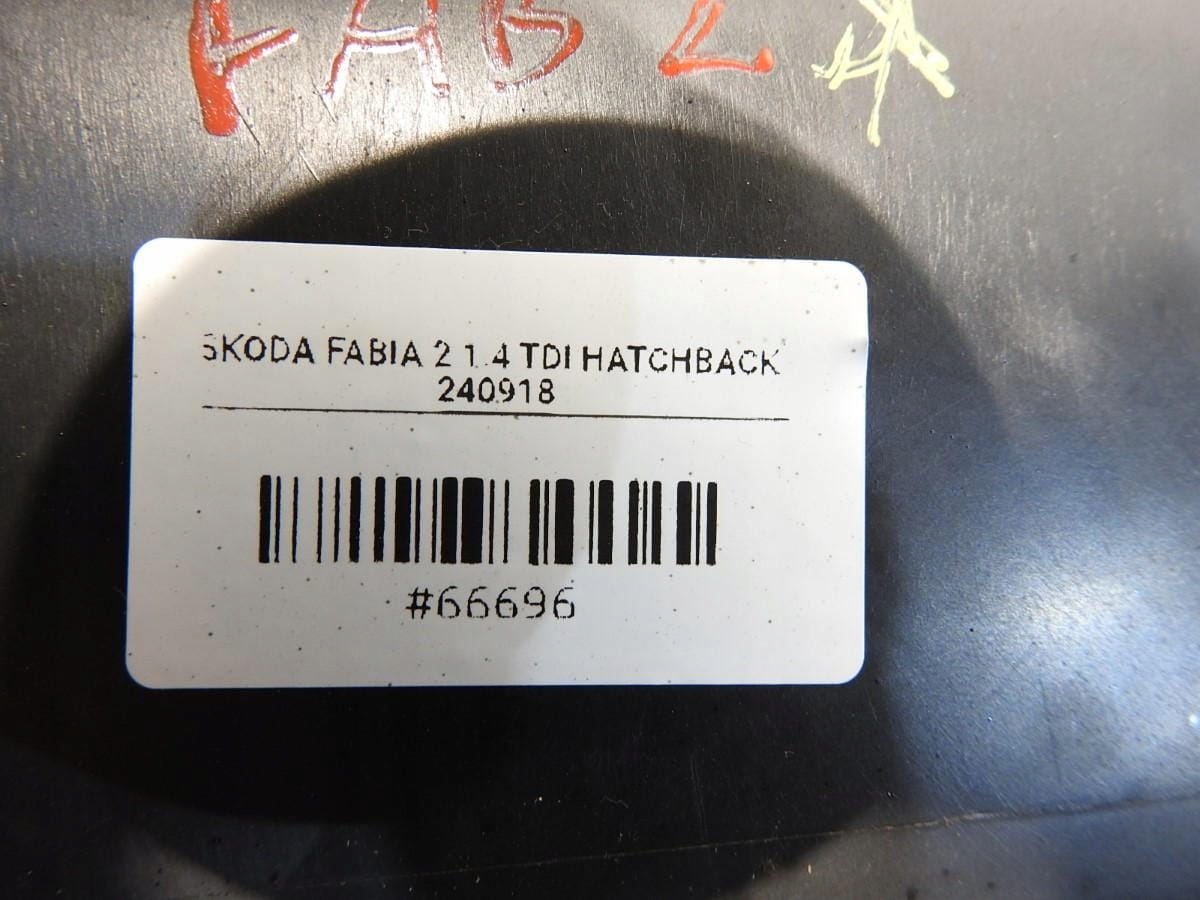 FAB 2
SKODA FABIA 2 1.4 TDI HATCHBACK
240918
#66696